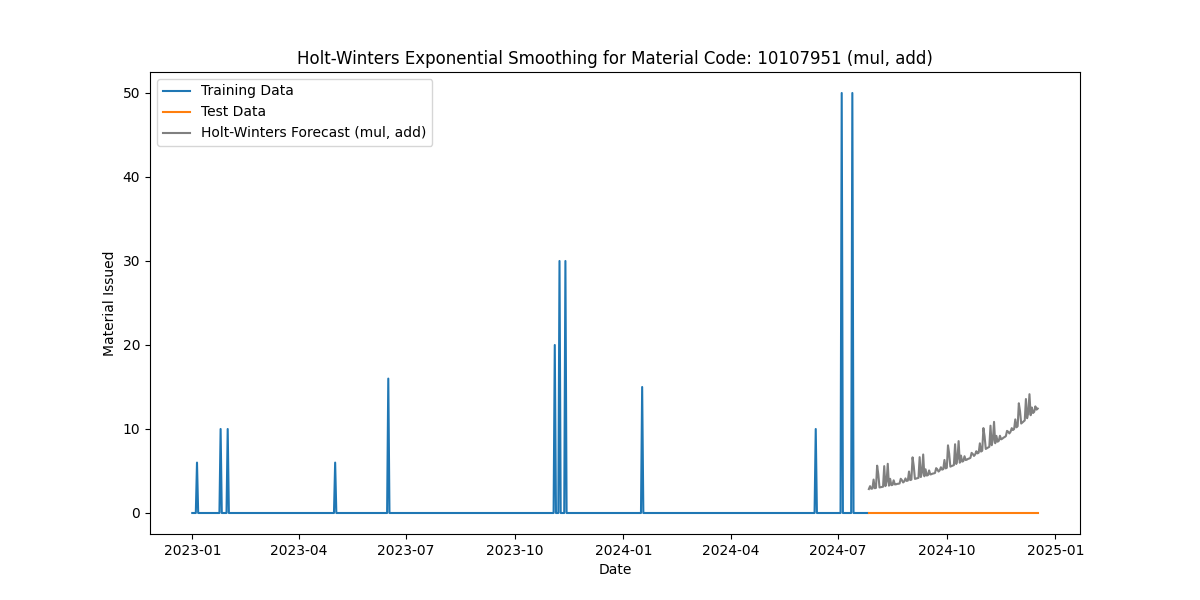 Holt-Winters Exponential Smoothing for Material Code: 10107951 (mul, add)
Training Data
Test Data
Holt-Winters Forecast (mul, add)
50
40
30
20
10
0
Material Issued
2023-01 2023-04 2023-07 2023-10 2024-01 2024-04 2024-07 2024-10 2025-01
Date